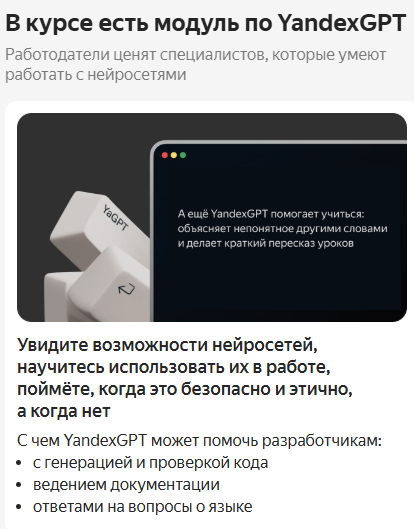 В курсе есть модуль по YandexGPT
Работодатели ценят специалистов, которые умеют
работать с нейросетями
YaGPT
А ещё YandexGPT помогает учиться:
объясняет непонятное другими словами
и делает краткий пересказ уроков
Увидите возможности нейросетей,
научитесь использовать их в работе,
поймёте, когда это безопасно и этично,
а когда нет
С чем YandexGPT может помочь разработчикам:
• с генерацией и проверкой кода
• ведением документации
• ответами на вопросы о языке